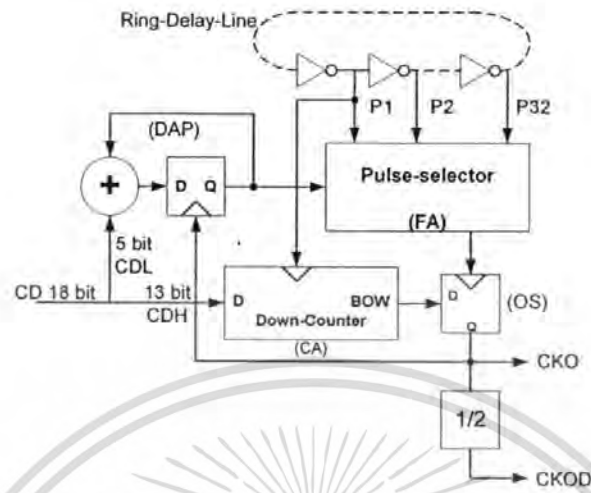 Ring-Delay-Line
P1 P2 P32
(DAP)
+
D Q
Pulse-selector
(FA)
5 bit
CDL
CD 18 bit
13 bit
CDH
D
BOW
Down-Counter
(CA)
D
Q
(OS)
CKO
1/2
CKOD